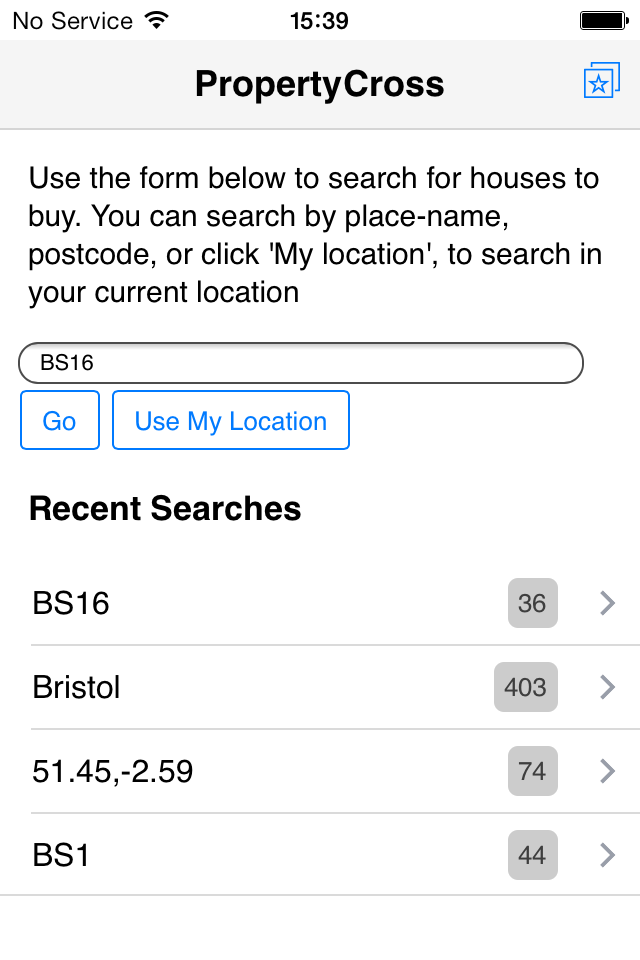 No Service 15:39
PropertyCross
Use the form below to search for houses to
buy. You can search by place-name,
postcode, or click 'My location', to search in
your current location
BS16
Go Use My Location
Recent Searches
BS16 36
Bristol 403
51.45,-2.59 74
BS1 44